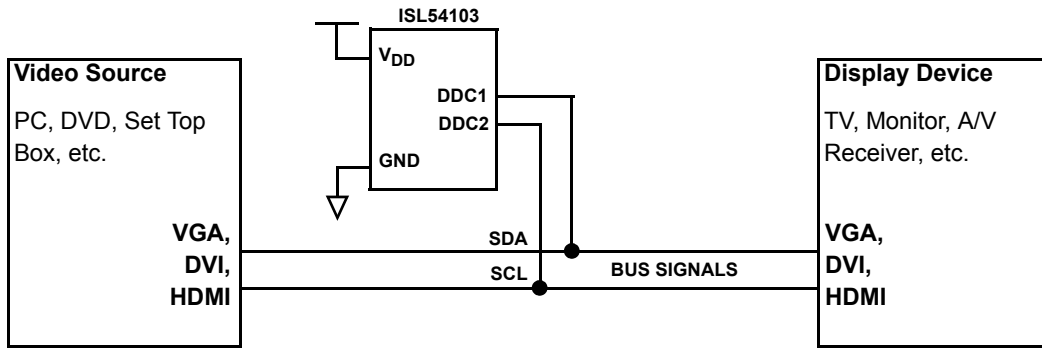 ISL54103
VDD
DDC1
DDC2
GND
Video Source
PC, DVD, Set Top
Box, etc.
VGA,
DVI,
HDMI
SDA
SCL
BUS SIGNALS
Display Device
TV, Monitor, A/V
Receiver, etc.
VGA,
DVI,
HDMI